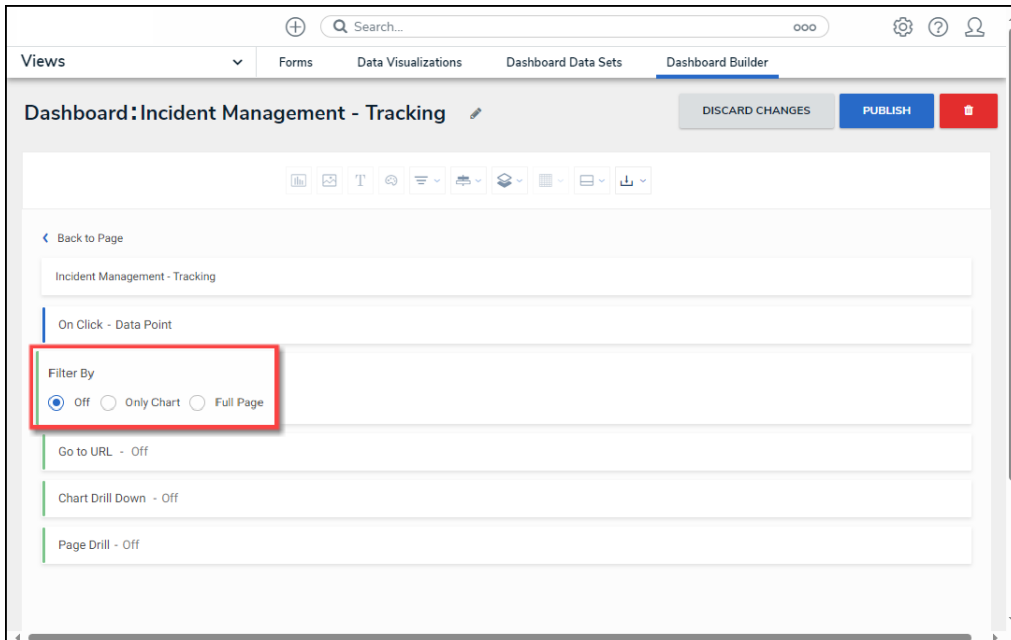 Search...
ooo
Views
Forms
Data Visualizations
Dashboard Data Sets
Dashboard Builder
Dashboard: Incident Management - Tracking
DISCARD CHANGES
PUBLISH
T
Back to Page
Incident Management - Tracking
On Click - Data Point
Filter By
Off Only Chart Full Page
Go to URL - Off
Chart Drill Down - Off
Page Drill - Off